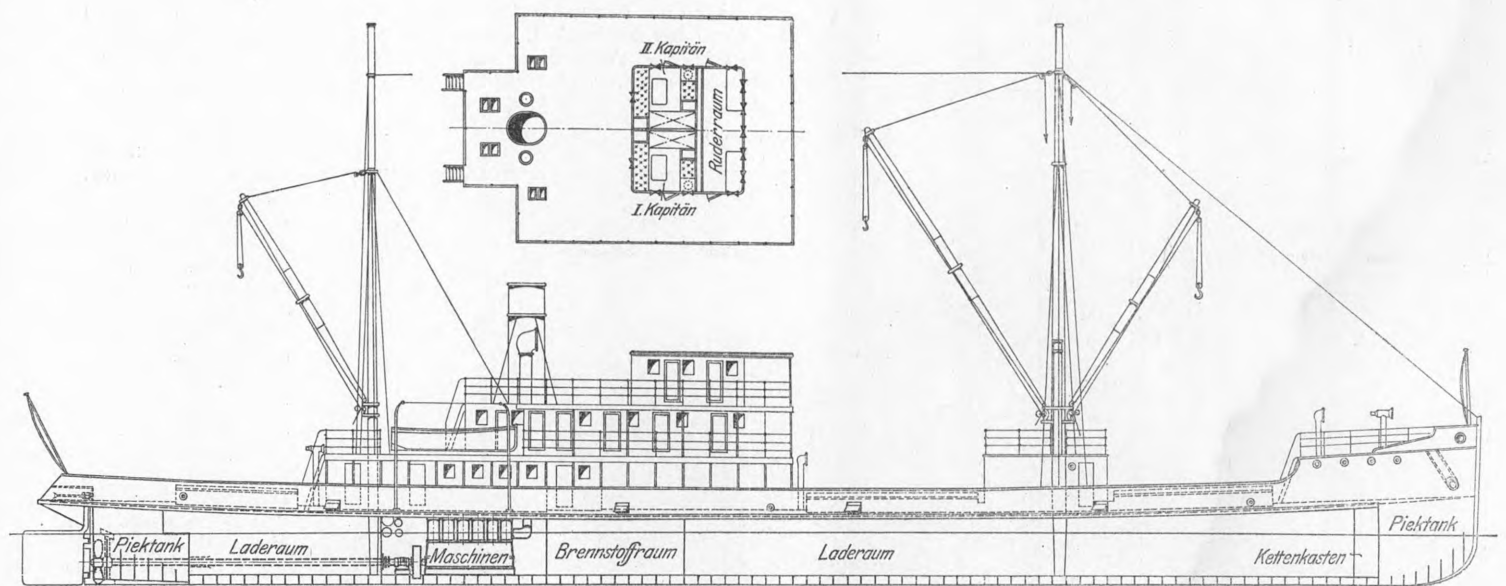 II. Kapitän
Ruderraum
I. Kapitän
Piektank
Laderaum
Maschinen
Brennstoffraum
Laderaum
Kettenkasten
Piektank